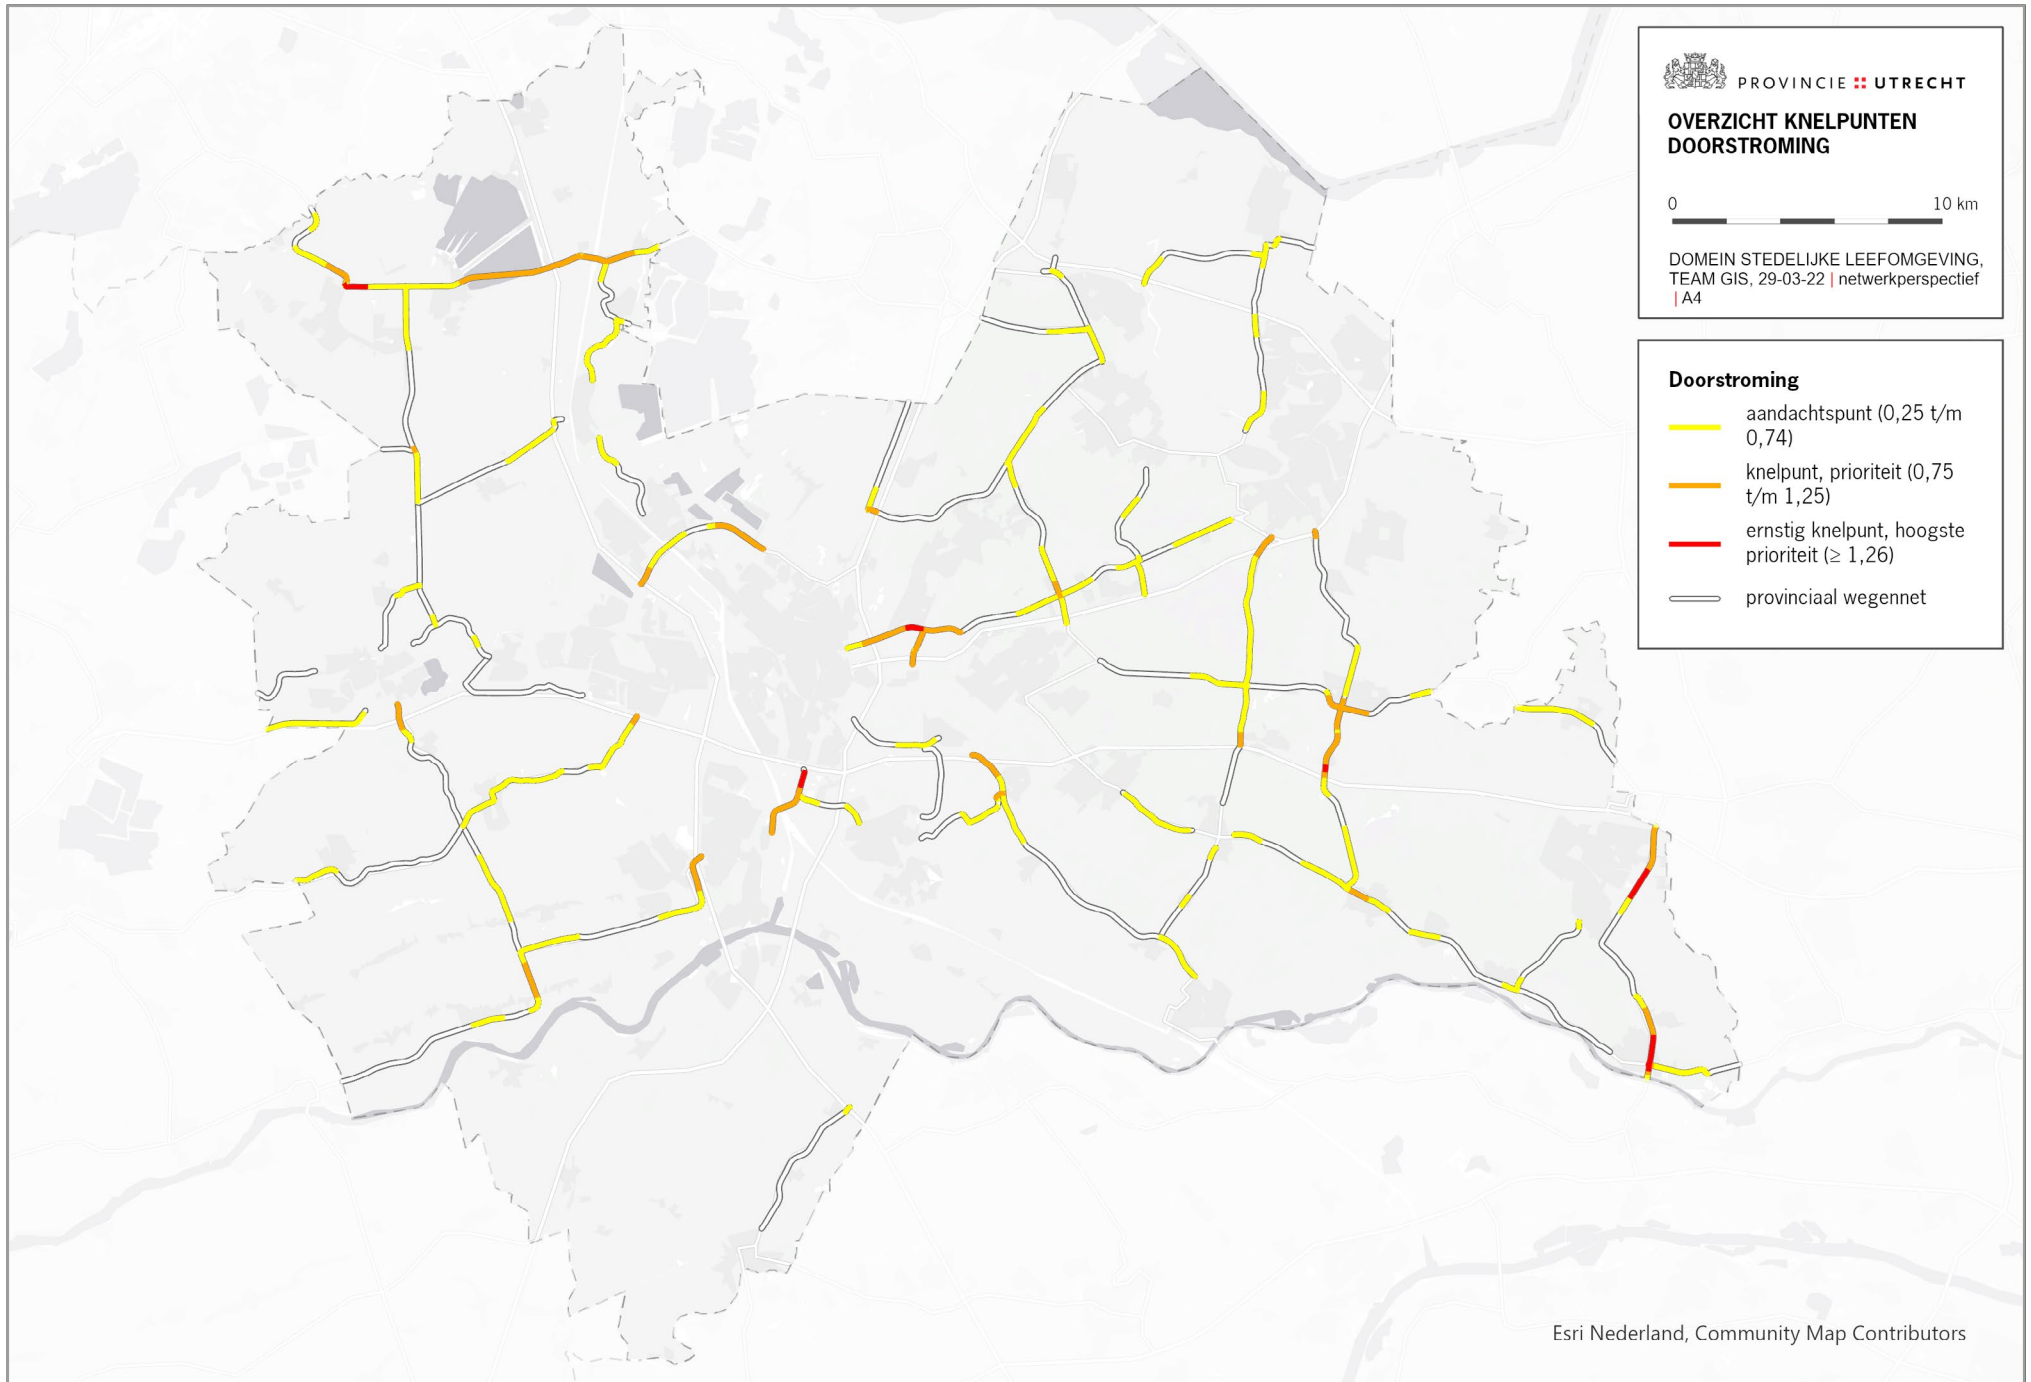 PROVINCIE :: UTRECHT
OVERZICHT KNELPUNTEN
DOORSTROMING
0 10 km
DOMEIN STEDELIJKE LEEFOMGEVING,
TEAM GIS, 29-03-22 | netwerkperspectief
| A4
Doorstroming
aandachtspunt (0,25 t/m
0,74)
knelpunt, prioriteit (0,75
t/m 1,25)
ernstig knelpunt, hoogste
prioriteit (≥ 1,26)
provinciaal wegennet
Esri Nederland, Community Map Contributors